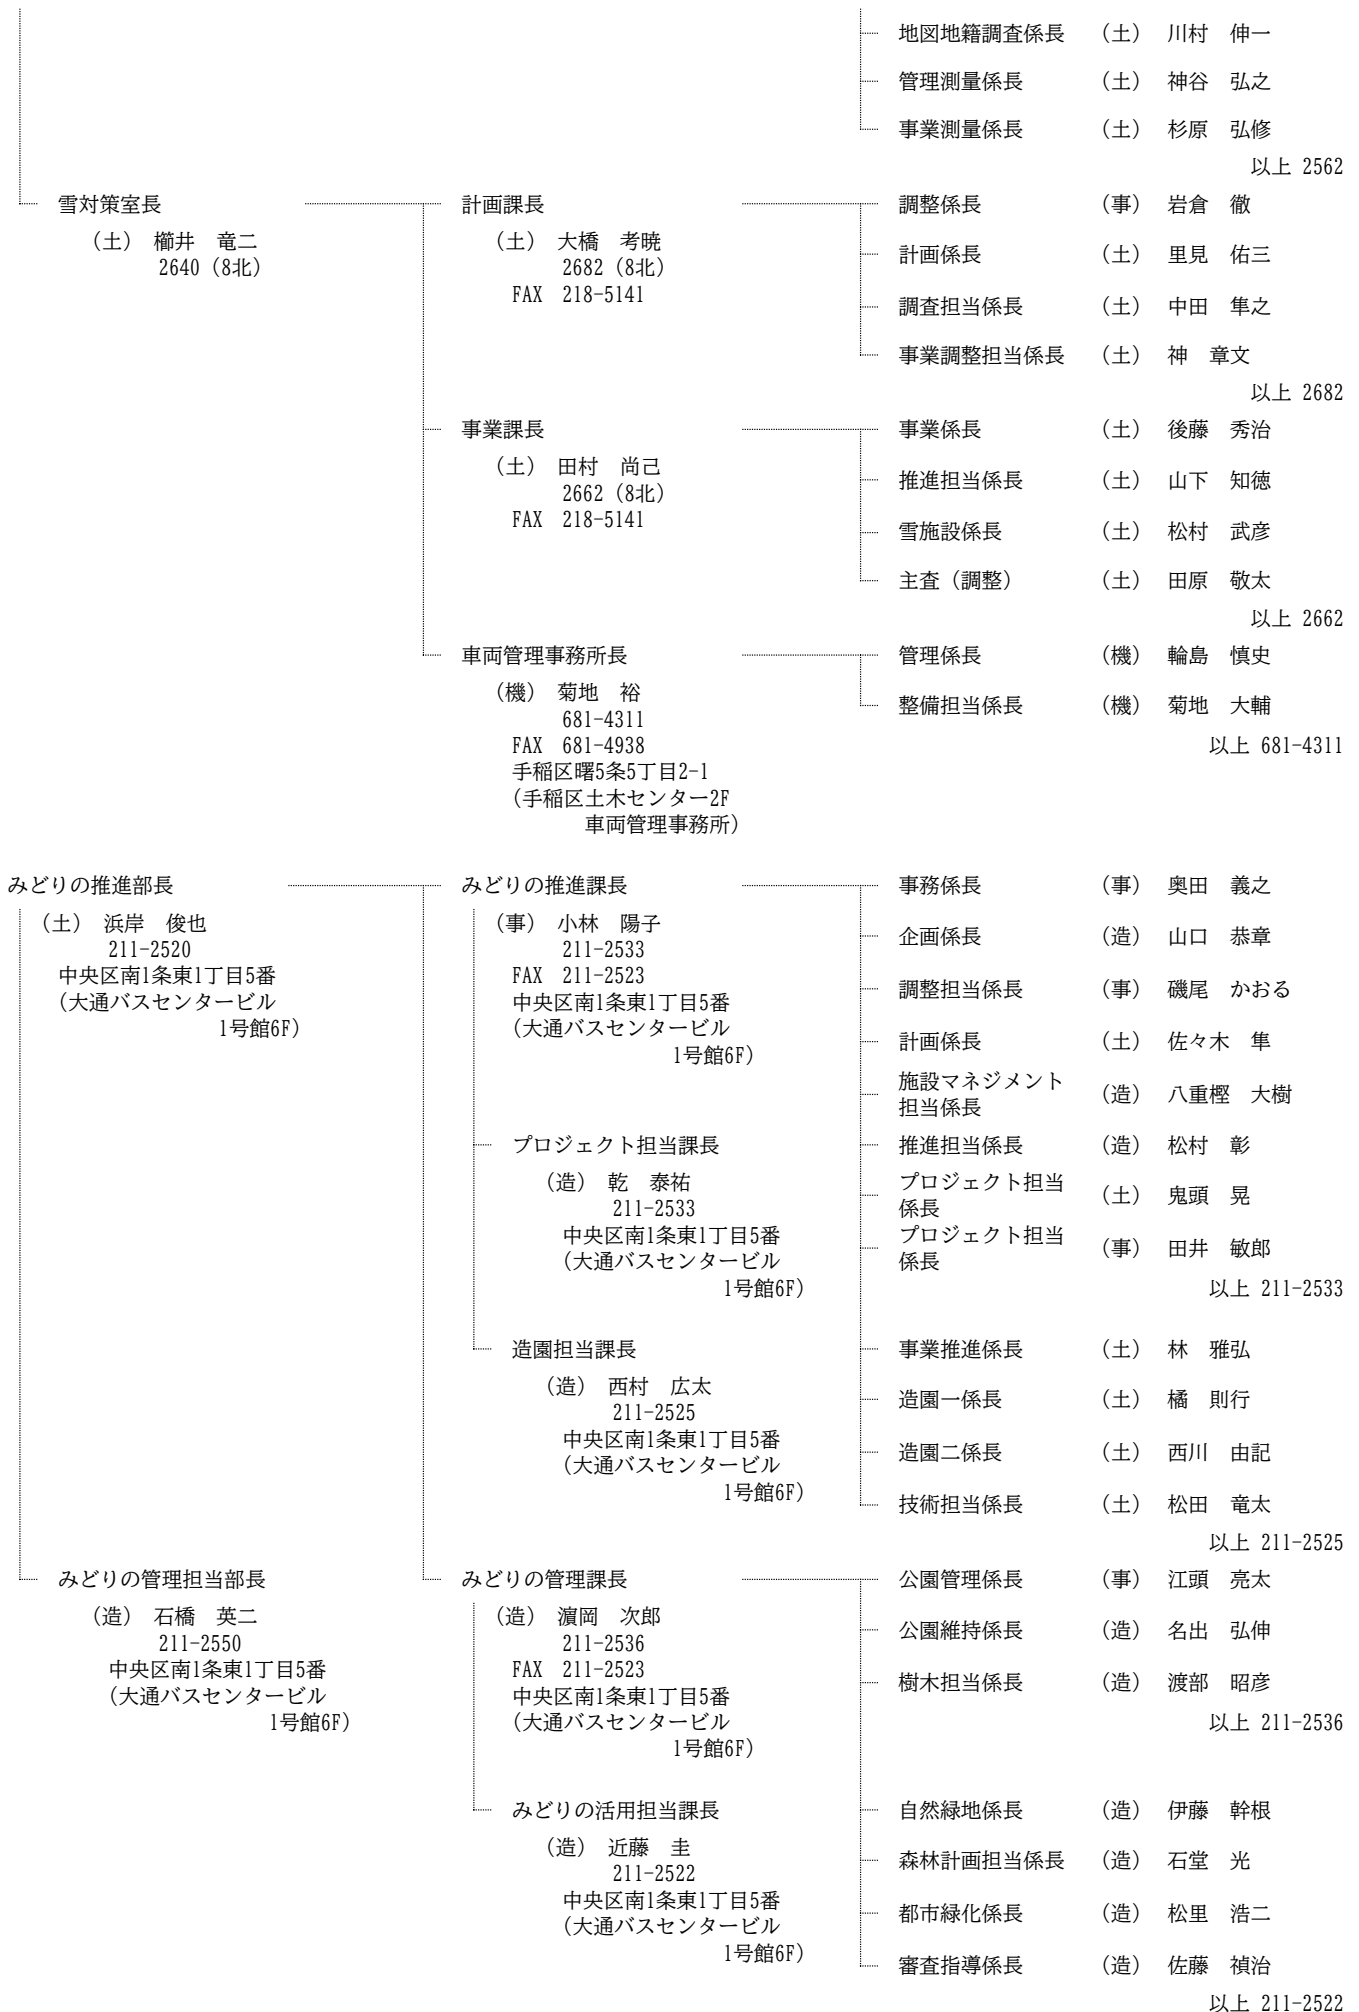 地図地籍調査係長 （土） 川村　伸一
管理測量係長 （土） 神谷　弘之
事業測量係長 （土） 杉原　弘修
以上 2562
雪対策室長
（土） 櫛井　竜二
2640（8北）
計画課長
（土） 大橋　考暁
2682（8北）
FAX 218-5141
調整係長 （事） 岩倉　徹
計画係長 （土） 里見　佑三
調査担当係長 （土） 中田　隼之
事業調整担当係長 （土） 神　章文
以上 2682
事業課長
（土） 田村　尚己
2662（8北）
FAX 218-5141
事業係長 （土） 後藤　秀治
推進担当係長 （土） 山下　知徳
雪施設係長 （土） 松村　武彦
主査（調整） （土） 田原　敬太
以上 2662
車両管理事務所長
（機） 菊地　裕
681-4311
FAX 681-4938
手稲区曙5条5丁目2-1
（手稲区土木センター2F
車両管理事務所）
管理係長 （機） 輪島　慎史
整備担当係長 （機） 菊地　大輔
以上 681-4311
みどりの推進部長
（土） 浜岸　俊也
211-2520
中央区南1条東1丁目5番
（大通バスセンタービル
1号館6F）
みどりの推進課長
（事） 小林　陽子
211-2533
FAX 211-2523
中央区南1条東1丁目5番
（大通バスセンタービル
1号館6F）
事務係長 （事） 奥田　義之
企画係長 （造） 山口　恭章
調整担当係長 （事） 磯尾　かおる
計画係長 （土） 佐々木　隼
施設マネジメント
担当係長 （造） 八重樫　大樹
推進担当係長 （造） 松村　彰
プロジェクト担当
係長 （土） 鬼頭　晃
プロジェクト担当
係長 （事） 田井　敏郎
以上 211-2533
プロジェクト担当課長
（造） 乾　泰祐
211-2533
中央区南1条東1丁目5番
（大通バスセンタービル
1号館6F）
造園担当課長
（造） 西村　広太
211-2525
中央区南1条東1丁目5番
（大通バスセンタービル
1号館6F）
事業推進係長 （土） 林　雅弘
造園一係長 （土） 橘　則行
造園二係長 （土） 西川　由記
技術担当係長 （土） 松田　竜太
以上 211-2525
みどりの管理担当部長
（造） 石橋　英二
211-2550
中央区南1条東1丁目5番
（大通バスセンタービル
1号館6F）
みどりの管理課長
（造） 濵岡　次郎
211-2536
FAX 211-2523
中央区南1条東1丁目5番
（大通バスセンタービル
1号館6F）
公園管理係長 （事） 江頭　亮太
公園維持係長 （造） 名出　弘伸
樹木担当係長 （造） 渡部　昭彦
以上 211-2536
みどりの活用担当課長
（造） 近藤　圭
211-2522
中央区南1条東1丁目5番
（大通バスセンタービル
1号館6F）
自然緑地係長 （造） 伊藤　幹根
森林計画担当係長 （造） 石堂　光
都市緑化係長 （造） 松里　浩二
審査指導係長 （造） 佐藤　禎治
以上 211-2522